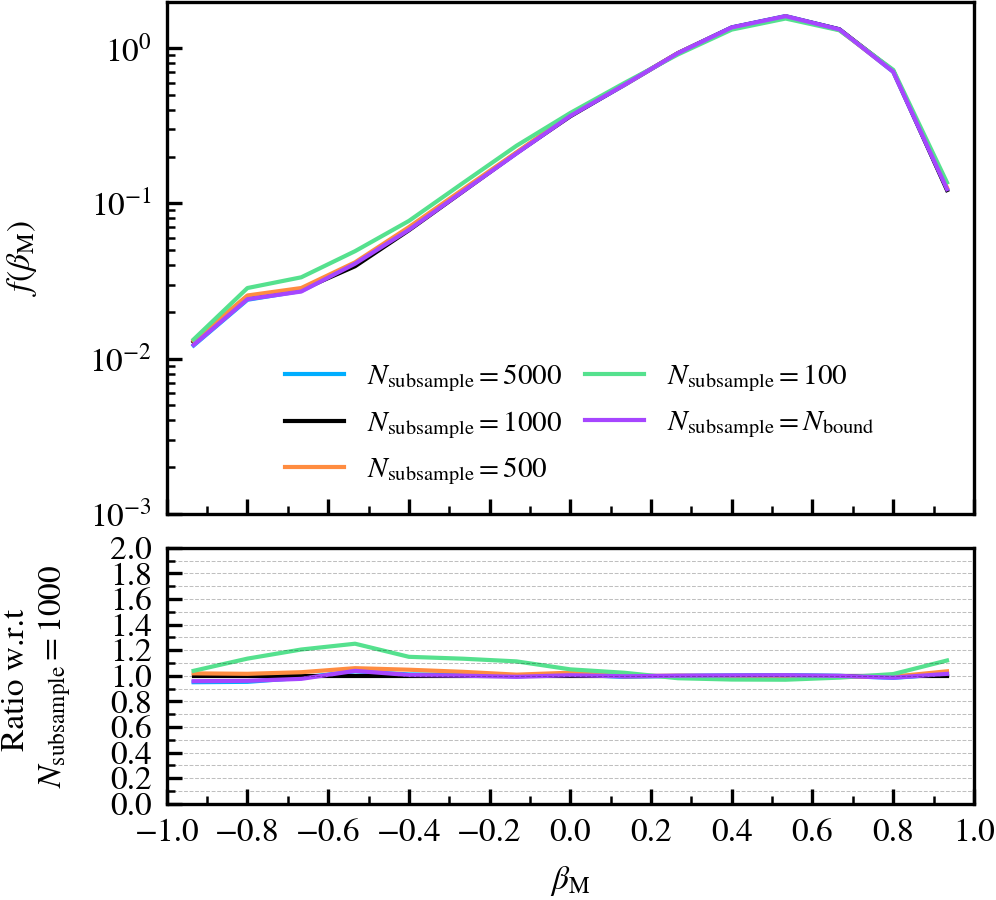 10⁰
10⁻¹
10⁻²
10⁻³
f(β_M)
N_subsample = 5000
N_subsample = 1000
N_subsample = 500
N_subsample = 100
N_subsample = N_bound
2.0
1.8
1.6
1.4
1.2
1.0
0.8
0.6
0.4
0.2
0.0
Ratio w.r.t
N_subsample = 1000
−1.0 −0.8 −0.6 −0.4 −0.2 0.0 0.2 0.4 0.6 0.8 1.0
β_M